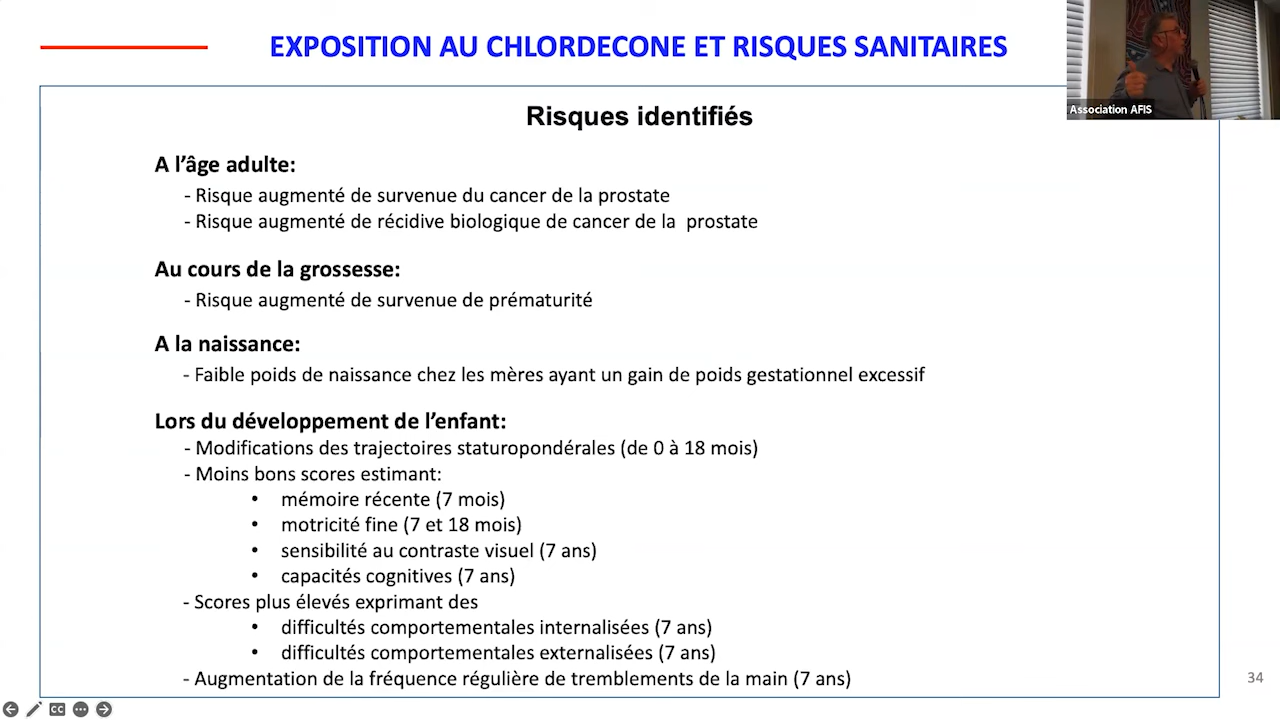 EXPOSITION AU CHLORDECONE ET RISQUES SANITAIRES
Association AFIS
Risques identifiés
A l'âge adulte:
- Risque augmenté de survenue du cancer de la prostate
- Risque augmenté de récidive biologique de cancer de la prostate
Au cours de la grossesse:
- Risque augmenté de survenue de prématurité
A la naissance:
- Faible poids de naissance chez les mères ayant un gain de poids gestationnel excessif
Lors du développement de l'enfant:
- Modifications des trajectoires staturopondérales (de 0 à 18 mois)
- Moins bons scores estimant:
• mémoire récente (7 mois)
• motricité fine (7 et 18 mois)
• sensibilité au contraste visuel (7 ans)
• capacités cognitives (7 ans)
- Scores plus élevés exprimant des
• difficultés comportementales internalisées (7 ans)
• difficultés comportementales externalisées (7 ans)
- Augmentation de la fréquence régulière de tremblements de la main (7 ans)
34
CC